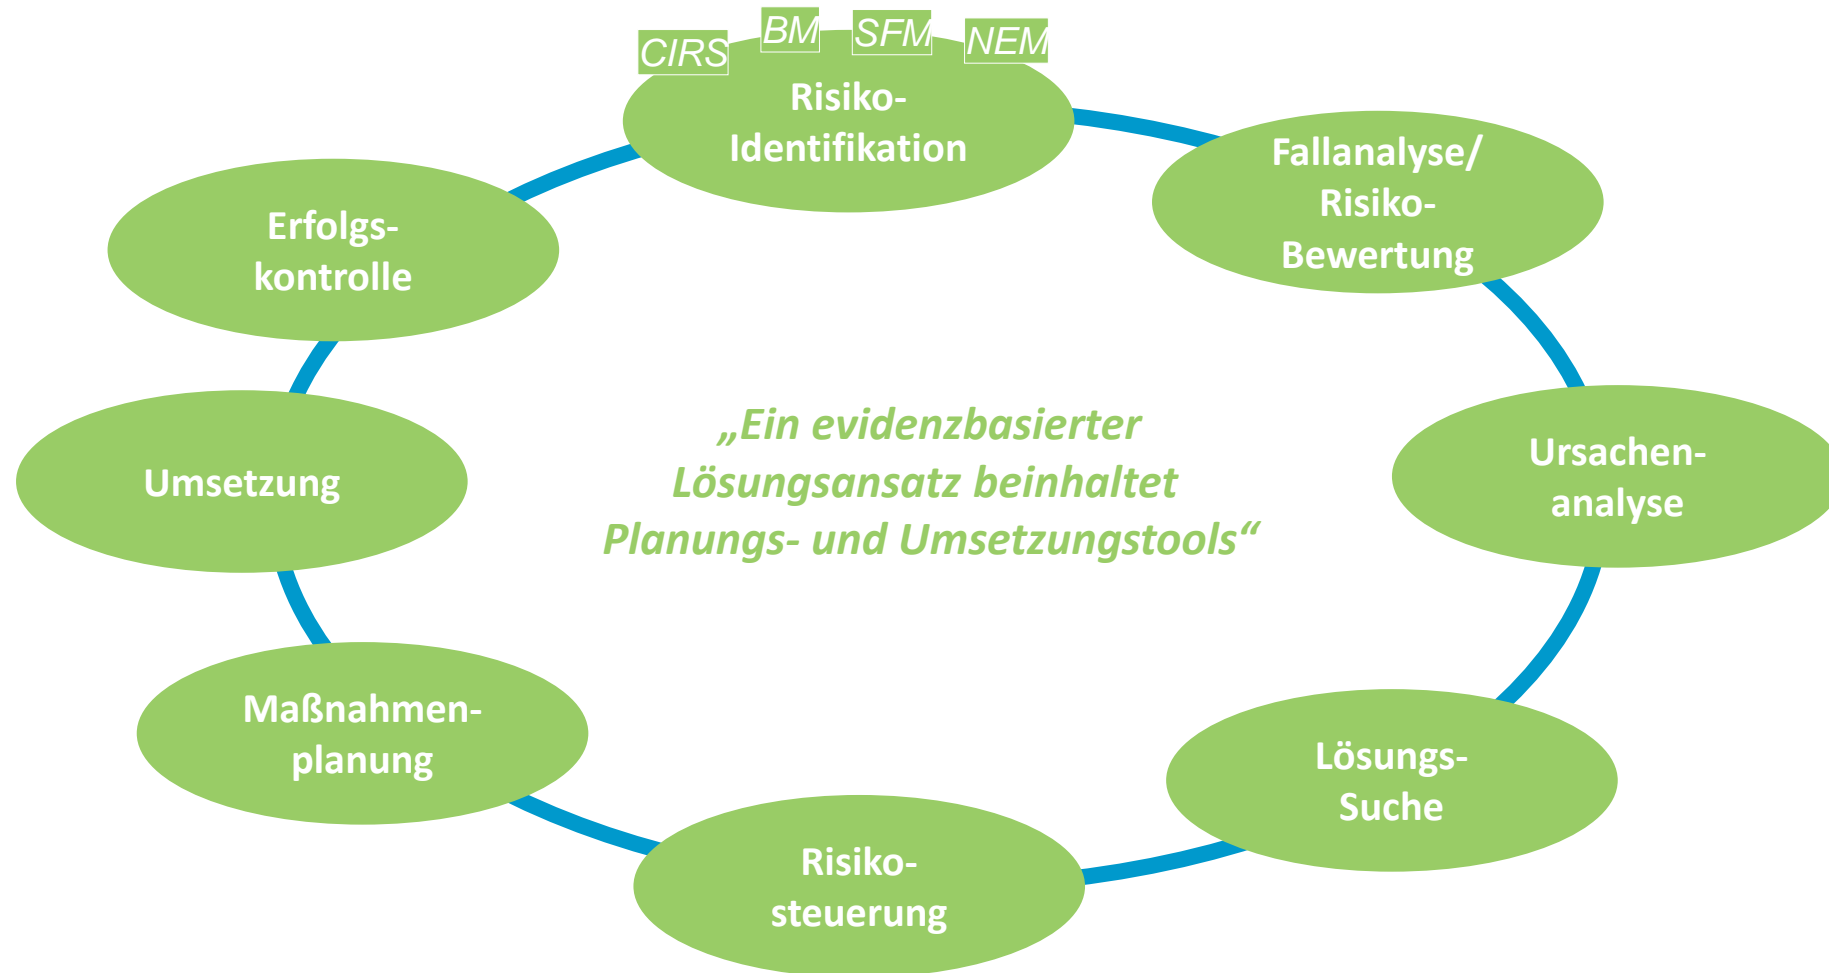 CIRS
BM
SFM
NEM
Risiko-
Identifikation
Fallanalyse/
Risiko-
Bewertung
Ursachen-
analyse
Lösungs-
Suche
Risiko-
steuerung
Maßnahmen-
planung
Umsetzung
Erfolgs-
kontrolle
„Ein evidenzbasierter
Lösungsansatz beinhaltet
Planungs- und Umsetzungstools“